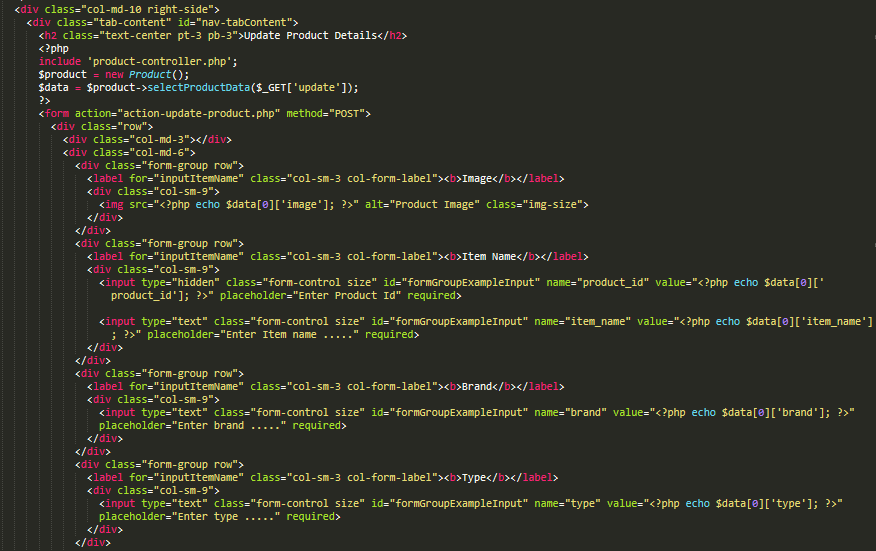 <div class="col-md-10 right-side">
<div class="tab-content" id="nav-tabContent">
<h2 class="text-center pt-3 pb-3">Update Product Details</h2>
<?php
include 'product-controller.php';
$product = new Product();
$data = $product->selectProductData($_GET['update']);
?>
<form action="action-update-product.php" method="POST">
<div class="row">
<div class="col-md-3"></div>
<div class="col-md-6">
<div class="form-group row">
<label for="inputItemName" class="col-sm-3 col-form-label"><b>Image</b></label>
<div class="col-sm-9">
<img src="<?php echo $data[0]['image']; ?>" alt="Product Image" class="img-size">
</div>
</div>
<div class="form-group row">
<label for="inputItemName" class="col-sm-3 col-form-label"><b>Item Name</b></label>
<div class="col-sm-9">
<input type="hidden" class="form-control size" id="formGroupExampleInput" name="product_id" value="<?php echo $data[0]['
product_id']; ?>" placeholder="Enter Product Id" required>
<input type="text" class="form-control size" id="formGroupExampleInput" name="item_name" value="<?php echo $data[0]['item_name']
; ?>" placeholder="Enter Item name ....." required>
</div>
</div>
<div class="form-group row">
<label for="inputItemName" class="col-sm-3 col-form-label"><b>Brand</b></label>
<div class="col-sm-9">
<input type="text" class="form-control size" id="formGroupExampleInput" name="brand" value="<?php echo $data[0]['brand']; ?>"
placeholder="Enter brand ....." required>
</div>
</div>
<div class="form-group row">
<label for="inputItemName" class="col-sm-3 col-form-label"><b>Type</b></label>
<div class="col-sm-9">
<input type="text" class="form-control size" id="formGroupExampleInput" name="type" value="<?php echo $data[0]['type']; ?>"
placeholder="Enter type ....." required>
</div>
</div>